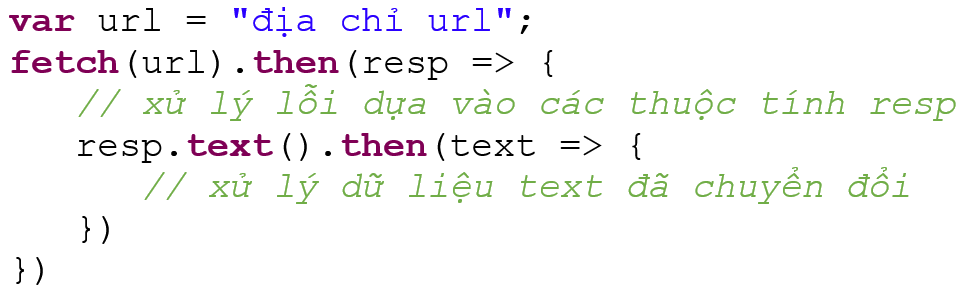 var url = "địa chỉ url";
fetch(url).then(resp => {
   // xử lý lỗi dựa vào các thuộc tính resp
   resp.text().then(text => {
      // xử lý dữ liệu text đã chuyển đổi
   })
})